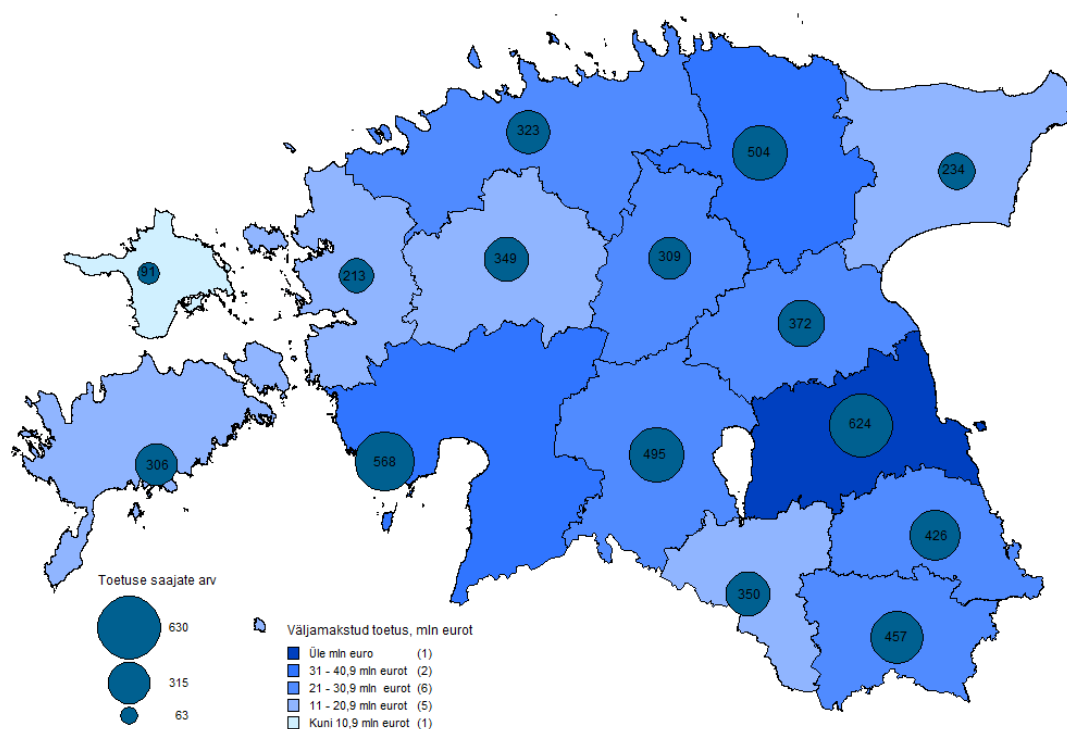 323
504
234
349
309
91
213
372
624
495
568
306
426
350
457
Toetuse saajate arv
630
315
63
Väljamakstud toetus, mln eurot
Üle mln euro (1)
31 - 40,9 mln eurot (2)
21 - 30,9 mln eurot (6)
11 - 20,9 mln eurot (5)
Kuni 10,9 mln eurot (1)